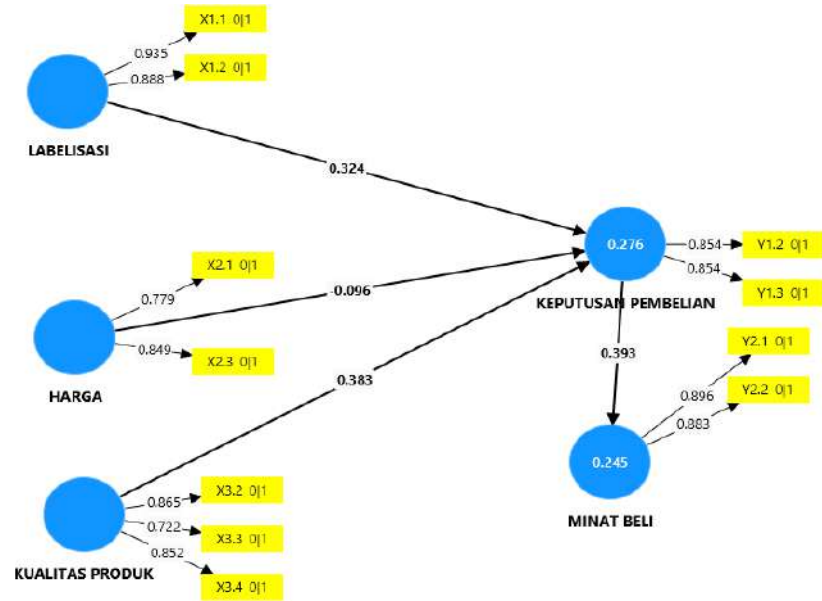 X1.1 0|1
0.935
X1.2 0|1
0.888
LABELISASI
0.324
X2.1 0|1
0.779
0.849
X2.3 0|1
HARGA
-0.096
0.383
X3.2 0|1
0.865
0.722
X3.3 0|1
0.852
X3.4 0|1
KUALITAS PRODUK
0.276
0.854
Y1.2 0|1
0.854
Y1.3 0|1
KEPUTUSAN PEMBELIAN
0.393
Y2.1 0|1
0.896
Y2.2 0|1
0.883
0.245
MINAT BELI